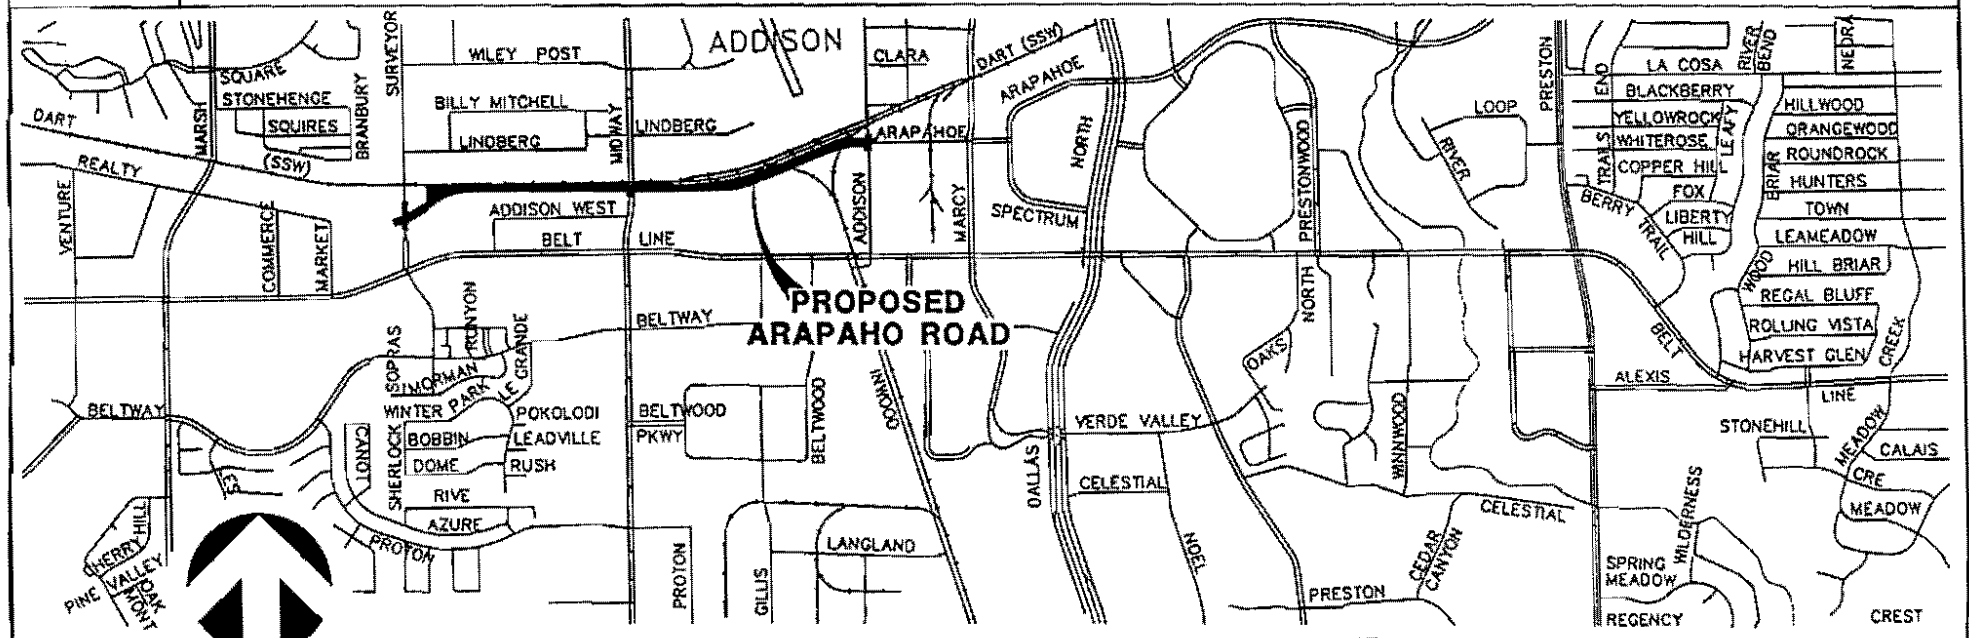 ADDISON
SURVEYOR
WILEY POST
CLARA
DART (SSW)
ARAPAHOE
PRESTON
END
RIVER
BEND
NEDRA
LA COSA
SQUARE
STONEHENGE
SQUIRES
BRANBURY
MARSH
BILLY MITCHELL
LINDBERG
MIDWAY
LINDBERG
ARAPAHOE
NORTH
PRESTONWOOD
LOOP
RIVER
BLACKBERRY
YELLOWROCK
WHITEROSE
LEAFY
COPPER HILL
TRAILS
FOX
LIBERTY
HILL
BERRY
TRAIL
HILLWOOD
ORANGEWOOD
ROUNDROCK
BRIAR
HUNTERS
TOWN
LEAMEADOW
WOOD
HILL BRIAR
REGAL BLUFF
ROLLING VISTA
HARVEST GLEN
CREEK
DART
(SSW)
REALTY
VENTURE
COMMERCE
MARKET
ADDISON WEST
BELT LINE
ADDISON
MARCY
SPECTRUM
PROPOSED
ARAPAHO ROAD
NORTH
OAKS
BELT
ALEXIS
LINE
RUNYON
SOPRAS
MORMAN
LE GRANDE
BELTWAY
BELTWAY
WINTER PARK
POKOLODI
BOBBIN
LEADVILLE
DOME
RUSH
SHERLOCK
CANYON
RIVE
AZURE
PROTON
BELTWOOD
PKWY
BELTWOOD
INWOOD
DALLAS
VERDE VALLEY
WINNWOOD
CELESTIAL
CELESTIAL
STONEHILL
MEADOW
CALAIS
CRE
MEADOW
WILDERNESS
CHERRY HILL
VALLEY
OAK
MONT
PINE
PROTON
GILLIS
LANGLAND
NOEL
CEDAR
CANYON
PRESTON
SPRING
MEADOW
REGENCY
CREST